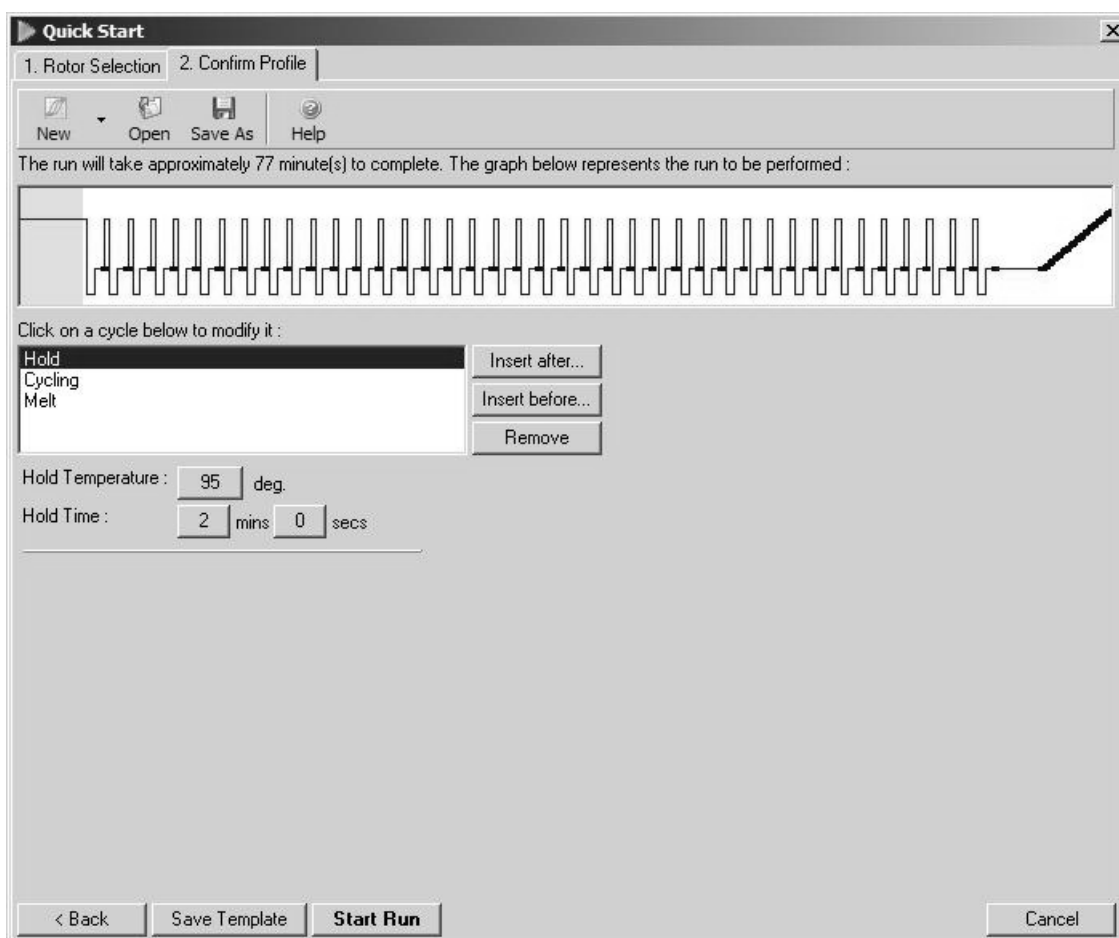 Quick Start
1. Rotor Selection 2. Confirm Profile
New Open Save As Help
The run will take approximately 77 minute(s) to complete. The graph below represents the run to be performed :
Click on a cycle below to modify it :
Hold
Cycling
Melt
Insert after...
Insert before...
Remove
Hold Temperature : 95 deg.
Hold Time : 2 mins 0 secs
< Back Save Template Start Run Cancel